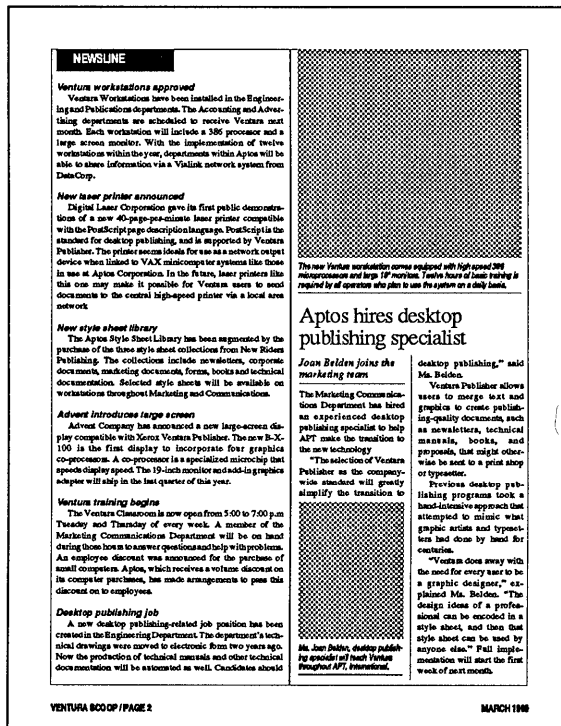 NEWSLINE
Ventura workstations approved
Ventura Workstations have been installed in the Engineer-
ing and Publications departments. The Accounting and Adver-
tising departments are scheduled to receive Ventura next
month. Each workstation will include a 386 processor and a
large screen monitor. With the implementation of twelve
workstations within the year, departments within Aptos will be
able to share information via a Vialink network system from
DataCorp.
New laser printer announced
Digital Laser Corporation gave its first public demonstra-
tions of a new 40-page-per-minute laser printer compatible
with the PostScript page description language. PostScript is the
standard for desktop publishing, and is supported by Ventura
Publisher. The printer seems ideals for use as a network output
device when linked to VAX minicomputer systems like those
in use at Aptos Corporation. In the future, laser printers like
this one may make it possible for Ventura users to send
documents to the central high-speed printer via a local area
network
New style sheet library
The Aptos Style Sheet Library has been augmented by the
purchase of the three style sheet collections from New Riders
Publishing. The collections include newsletters, corporate
documents, marketing documents, forms, books and technical
documentation. Selected style sheets will be available on
workstations throughout Marketing and Communications.
Advent introduces large screen
Advent Company has announced a new large-screen dis-
play compatible with Xerox Ventura Publisher. The new B-X-
100 is the first display to incorporate four graphics
co-processors. A co-processor is a specialized microchip that
speeds display speed. The 19-inch monitor and add-in graphics
adapter will ship in the last quarter of this year.
Ventura training begins
The Ventura Classroom is now open from 5:00 to 7:00 p.m
Tuesday and Thursday of every week. A member of the
Marketing Communications Department will be on hand
during those hours to answer questions and help with problems.
An employee discount was announced for the purchase of
small computers. Aptos, which receives a volume discount on
its computer purchases, has made arrangements to pass this
discount on to employees.
Desktop publishing job
A new desktop publishing-related job position has been
created in the Engineering Department. The department's tech-
nical drawings were moved to electronic form two years ago.
Now the production of technical manuals and other technical
documentation will be automated as well. Candidates should
The new Ventura workstation comes equipped with high speed 386
microprocessors and large 19" monitors. Twelve hours of basic training is
required by all operators who plan to use the system on a daily basis.
Aptos hires desktop
publishing specialist
Joan Belden joins the
marketing team
The Marketing Communica-
tions Department has hired
an experienced desktop
publishing specialist to help
APT make the transition to
the new technology
"The selection of Ventura
Publisher as the company-
wide standard will greatly
simplify the transition to
Ms. Joan Belden, desktop publish-
ing specialist will teach Ventura
throughout APT, International.
desktop publishing," said
Ms. Belden.
Ventura Publisher allows
users to merge text and
graphics to create publish-
ing-quality documents, such
as newsletters, technical
manuals, books, and
proposals, that might other-
wise be sent to a print shop
or typesetter.
Previous desktop pub-
lishing programs took a
hand-intensive approach that
attempted to mimic what
graphic artists and typeset-
ters had done by hand for
centuries.
"Ventura does away with
the need for every user to be
a graphic designer," ex-
plained Ms. Belden. "The
design ideas of a profes-
sional can be encoded in a
style sheet, and then that
style sheet can be used by
anyone else." Full imple-
mentation will start the first
week of next month.
VENTURA SCOOP / PAGE 2
MARCH